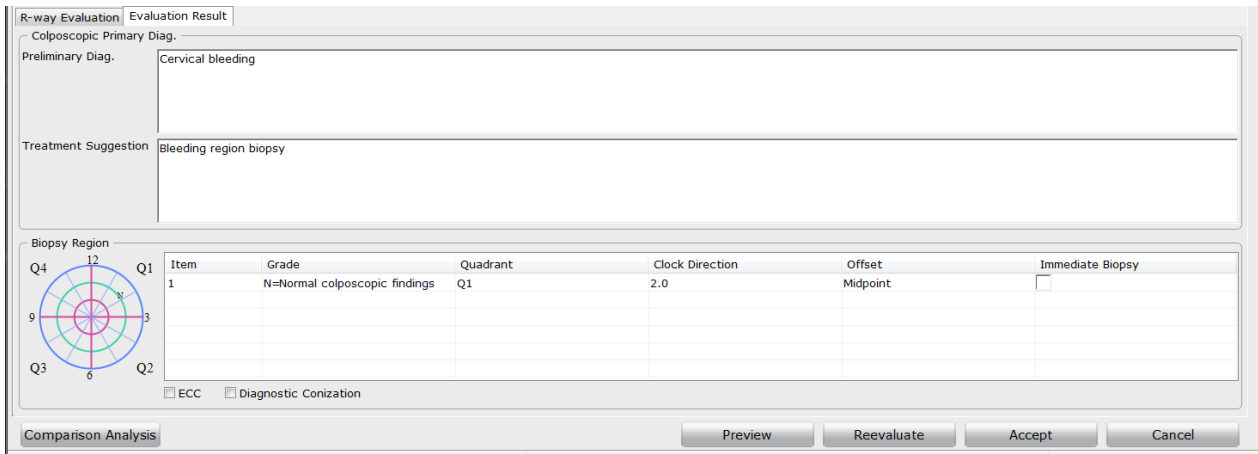 R-way Evaluation Evaluation Result
Colposcopic Primary Diag.
Preliminary Diag. Cervical bleeding
Treatment Suggestion Bleeding region biopsy
Biopsy Region
Q4 12 Q1
N
9 3
Q3 6 Q2
Item Grade Quadrant Clock Direction Offset Immediate Biopsy
1 N=Normal colposcopic findings Q1 2.0 Midpoint
ECC Diagnostic Conization
Comparison Analysis Preview Reevaluate Accept Cancel